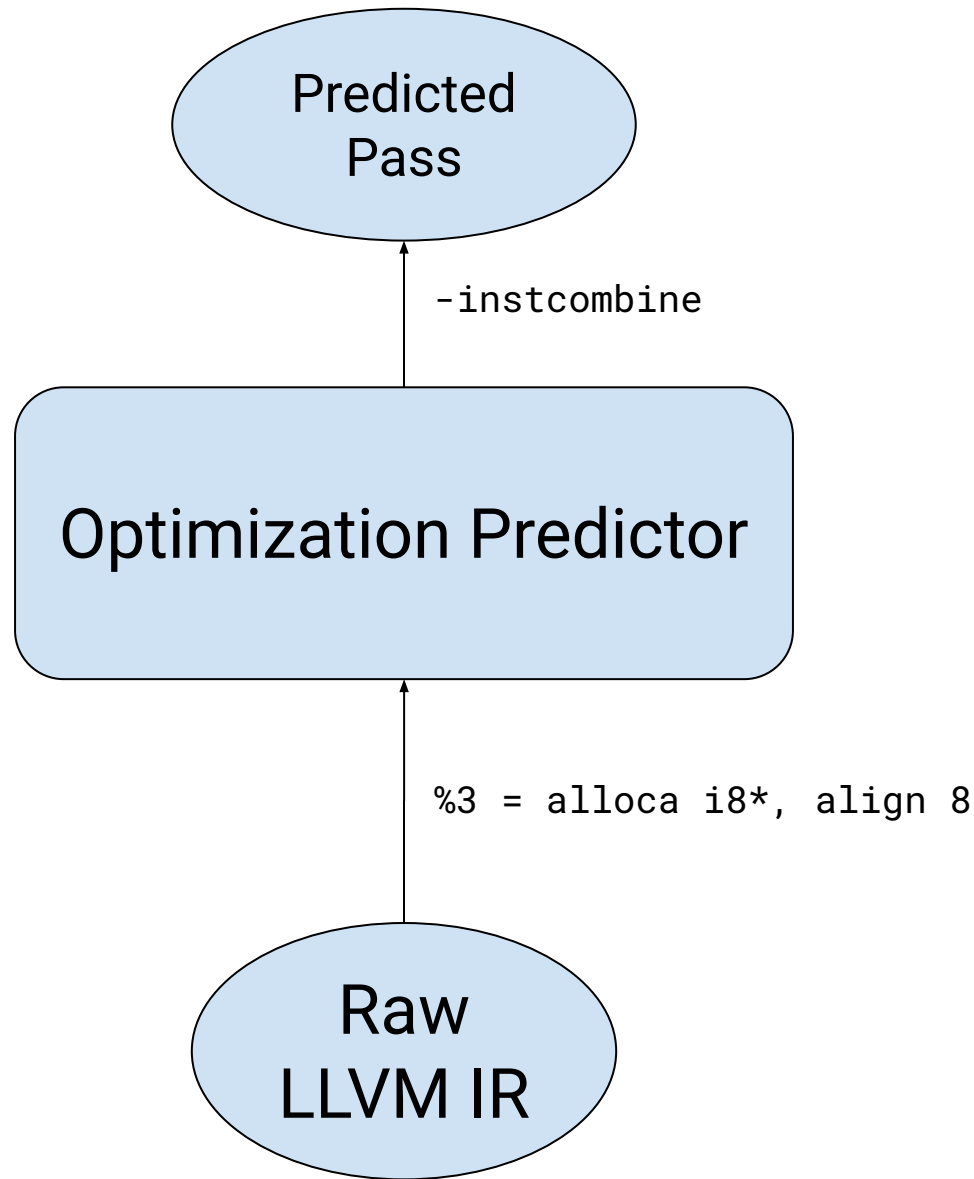 Predicted
Pass
-instcombine
Optimization Predictor
%3 = alloca i8*, align 8
Raw
LLVM IR